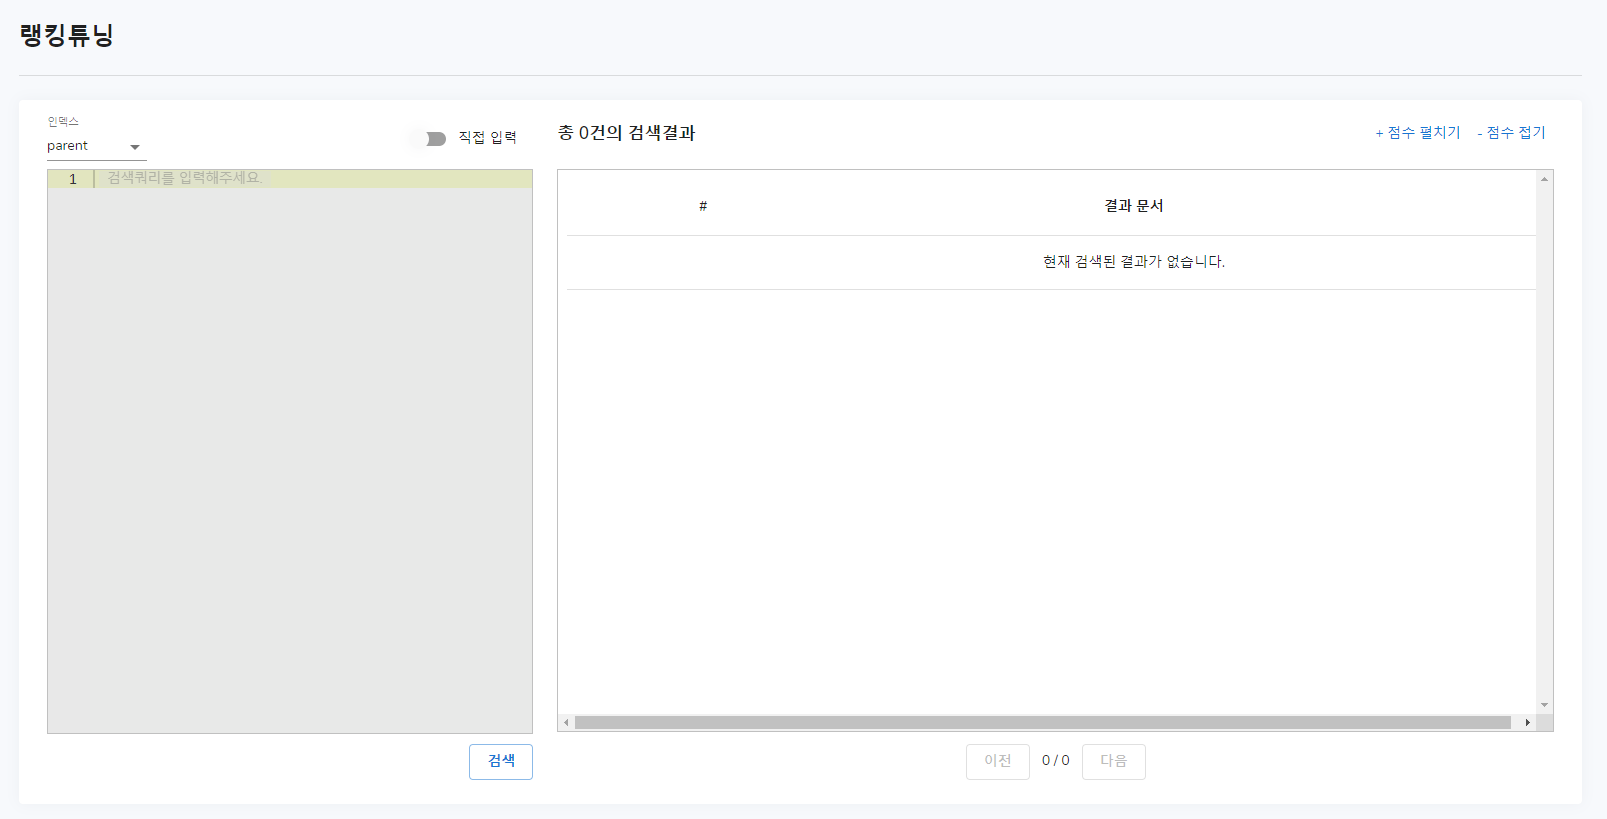 랭킹튜닝
인덱스
parent
직접 입력
총 0건의 검색결과
+ 점수 펼치기
- 점수 접기
1
검색쿼리를 입력해주세요.
#
결과 문서
현재 검색된 결과가 없습니다.
검색
이전
0 / 0
다음